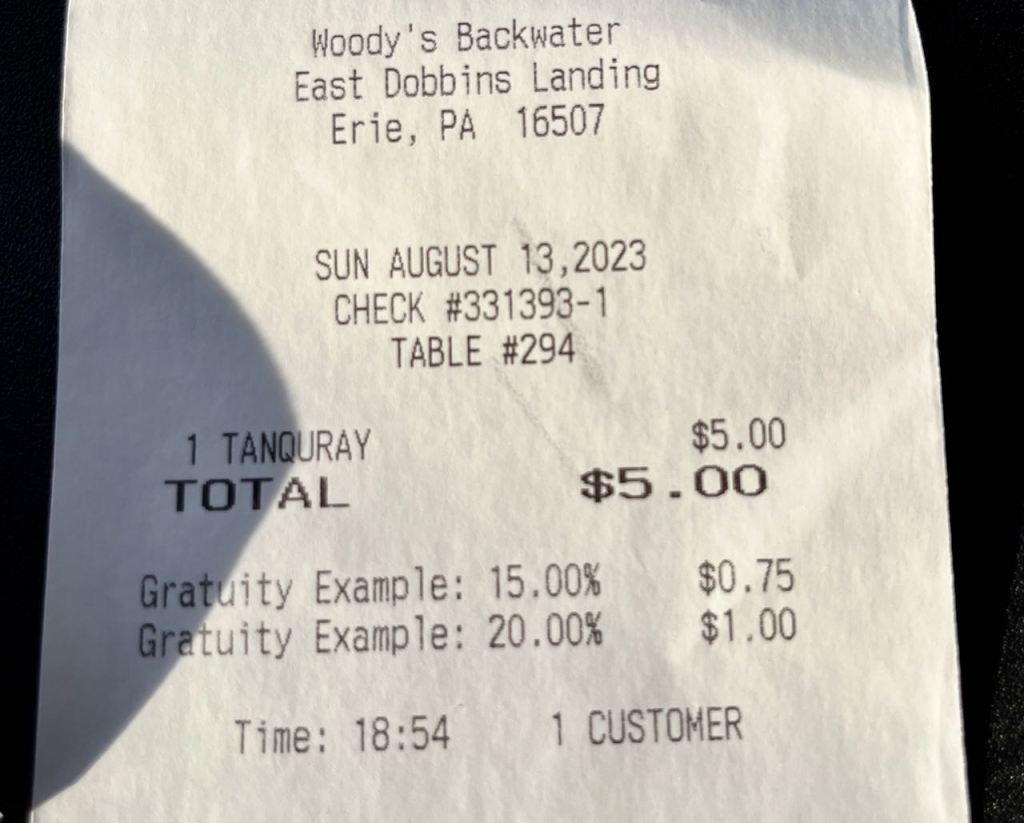 Woody's Backwater
East Dobbins Landing
Erie, PA  16507
SUN AUGUST 13,2023
CHECK #331393-1
TABLE #294
1 TANQURAY $5.00
TOTAL $5.00
Gratuity Example: 15.00% $0.75
Gratuity Example: 20.00% $1.00
Time: 18:54 1 CUSTOMER